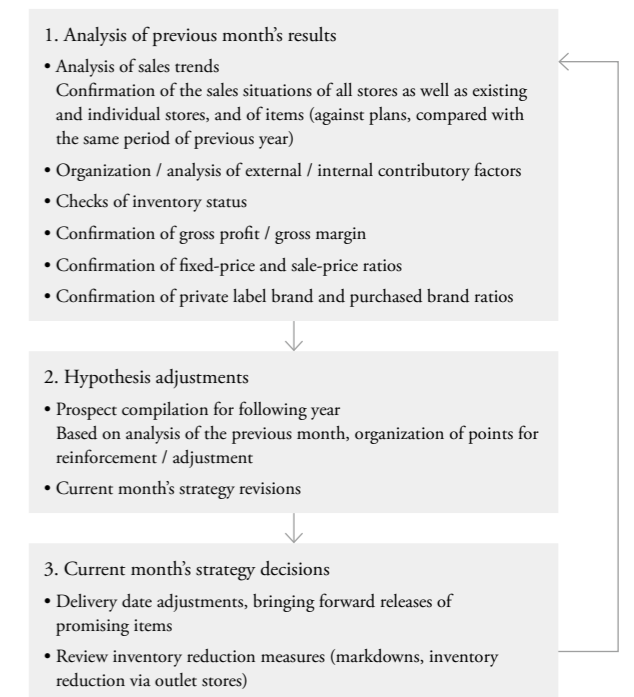 1. Analysis of previous month’s results
• Analysis of sales trends
Confirmation of the sales situations of all stores as well as existing
and individual stores, and of items (against plans, compared with
the same period of previous year)
• Organization / analysis of external / internal contributory factors
• Checks of inventory status
• Confirmation of gross profit / gross margin
• Confirmation of fixed-price and sale-price ratios
• Confirmation of private label brand and purchased brand ratios
2. Hypothesis adjustments
• Prospect compilation for following year
Based on analysis of the previous month, organization of points for
reinforcement / adjustment
• Current month’s strategy revisions
3. Current month’s strategy decisions
• Delivery date adjustments, bringing forward releases of
promising items
• Review inventory reduction measures (markdowns, inventory
reduction via outlet stores)